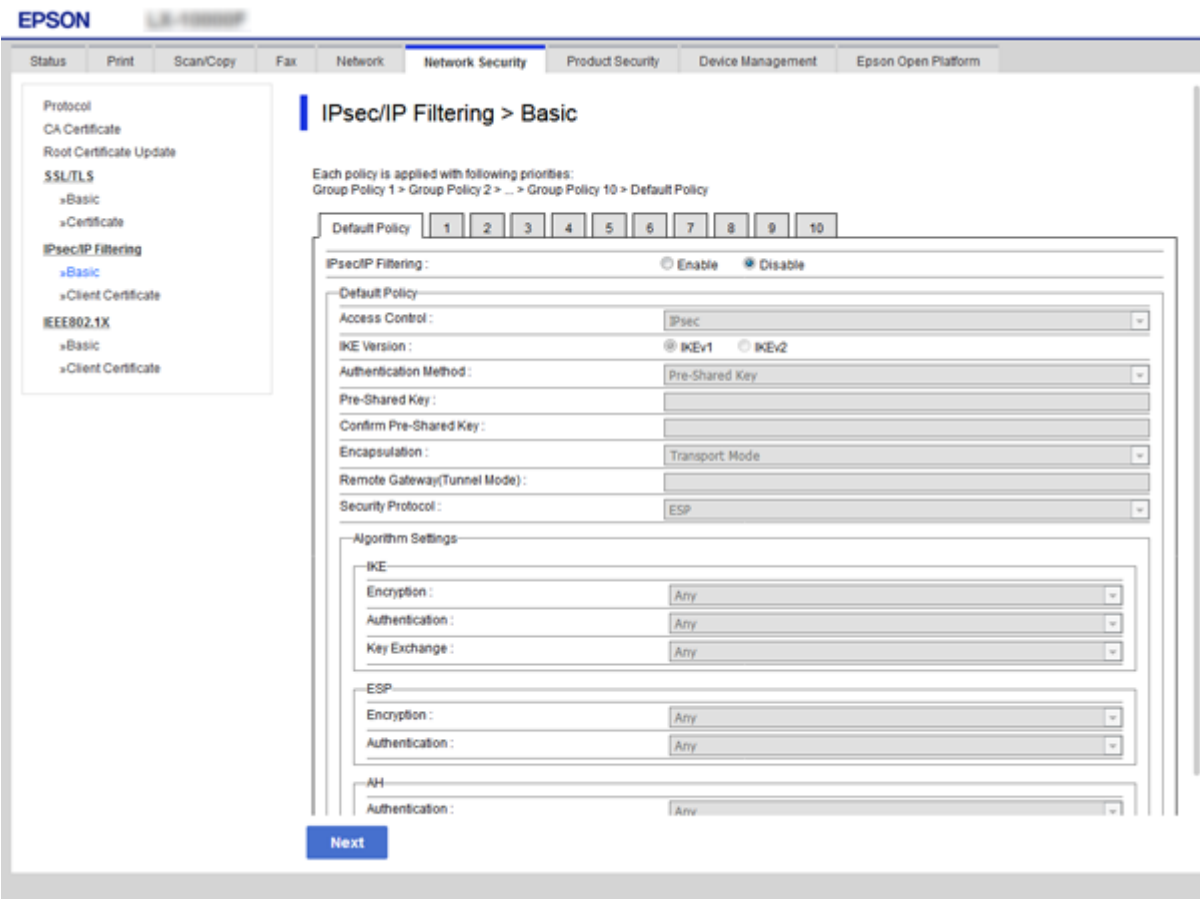 EPSON
Status Print Scan/Copy Fax Network Network Security Product Security Device Management Epson Open Platform
Protocol
CA Certificate
Root Certificate Update
SSL/TLS
»Basic
»Certificate
IPsec/IP Filtering
»Basic
»Client Certificate
IEEE802.1X
»Basic
»Client Certificate
IPsec/IP Filtering > Basic
Each policy is applied with following priorities:
Group Policy 1 > Group Policy 2 > ... > Group Policy 10 > Default Policy
Default Policy 1 2 3 4 5 6 7 8 9 10
IPsec/IP Filtering : Enable Disable
Default Policy
Access Control : IPsec
IKE Version : IKEv1 IKEv2
Authentication Method : Pre-Shared Key
Pre-Shared Key :
Confirm Pre-Shared Key :
Encapsulation : Transport Mode
Remote Gateway(Tunnel Mode) :
Security Protocol : ESP
Algorithm Settings
IKE
Encryption : Any
Authentication : Any
Key Exchange : Any
ESP
Encryption : Any
Authentication : Any
AH
Authentication : Any
Next